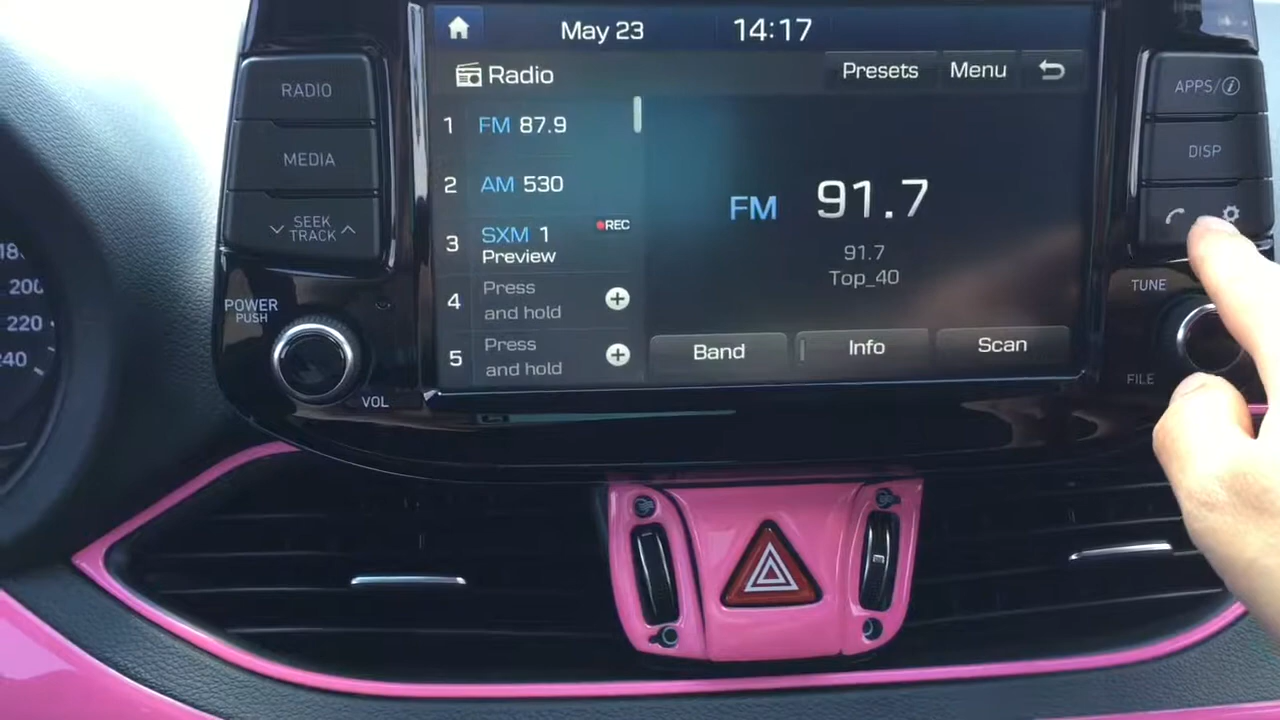 May 23 14:17
Radio Presets Menu
RADIO
MEDIA
SEEK
TRACK
POWER
PUSH
VOL
1 FM 87.9
2 AM 530
3 SXM 1 REC
Preview
4 Press
and hold
5 Press
and hold
FM 91.7
91.7
Top_40
Band Info Scan
APPS/i
DISP
TUNE
FILE
200
220
240